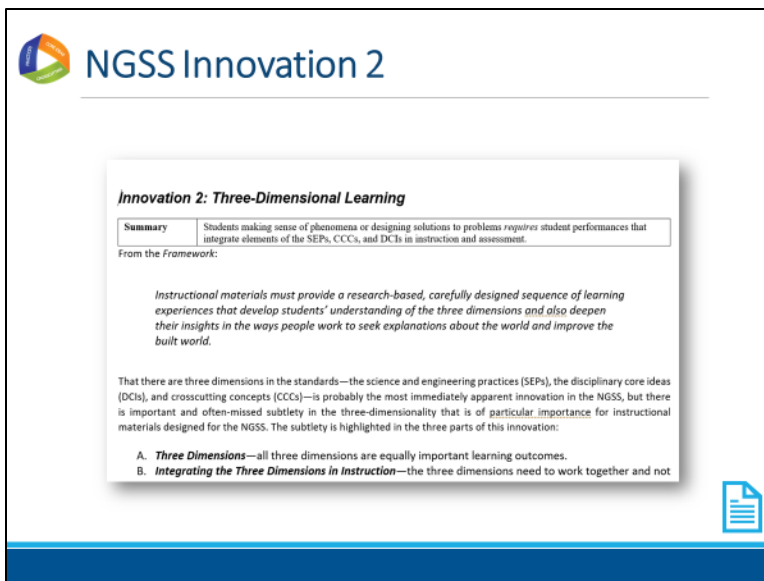 NGSS Innovation 2
Innovation 2: Three-Dimensional Learning
Summary Students making sense of phenomena or designing solutions to problems requires student performances that
integrate elements of the SEPs, CCCs, and DCIs in instruction and assessment.
From the Framework:
Instructional materials must provide a research-based, carefully designed sequence of learning
experiences that develop students' understanding of the three dimensions and also deepen
their insights in the ways people work to seek explanations about the world and improve the
built world.
That there are three dimensions in the standards—the science and engineering practices (SEPs), the disciplinary core ideas
(DCIs), and crosscutting concepts (CCCs)—is probably the most immediately apparent innovation in the NGSS, but there
is important and often-missed subtlety in the three-dimensionality that is of particular importance for instructional
materials designed for the NGSS. The subtlety is highlighted in the three parts of this innovation:
A. Three Dimensions—all three dimensions are equally important learning outcomes.
B. Integrating the Three Dimensions in Instruction—the three dimensions need to work together and not